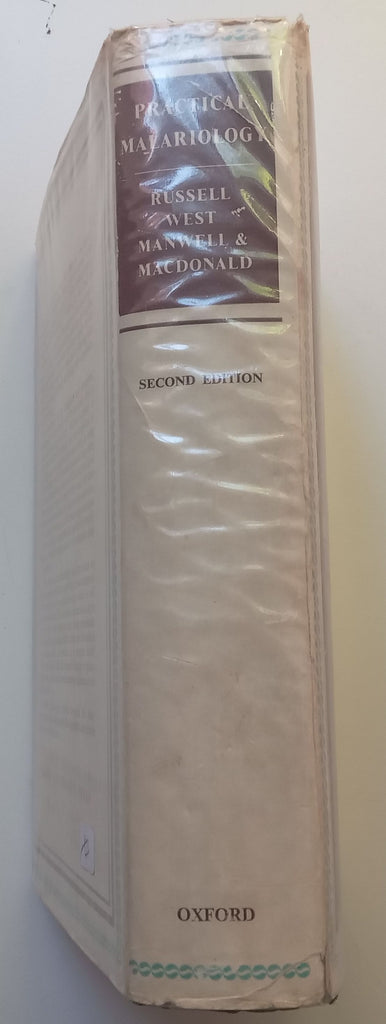 PRACTICAL
MALARIOLOGY
RUSSELL
WEST
MANWELL &
MACDONALD
SECOND EDITION
OXFORD